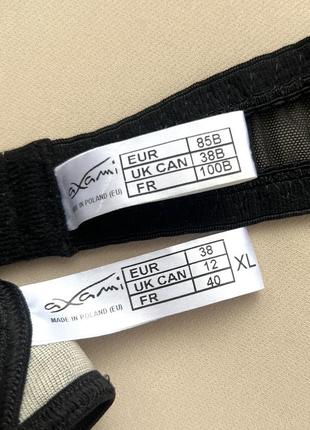 axami
MADE IN POLAND (EU)
EUR 85B
UK CAN 38B
FR 100B
axami
MADE IN POLAND (EU)
EUR 38
UK CAN 12
FR 40
XL